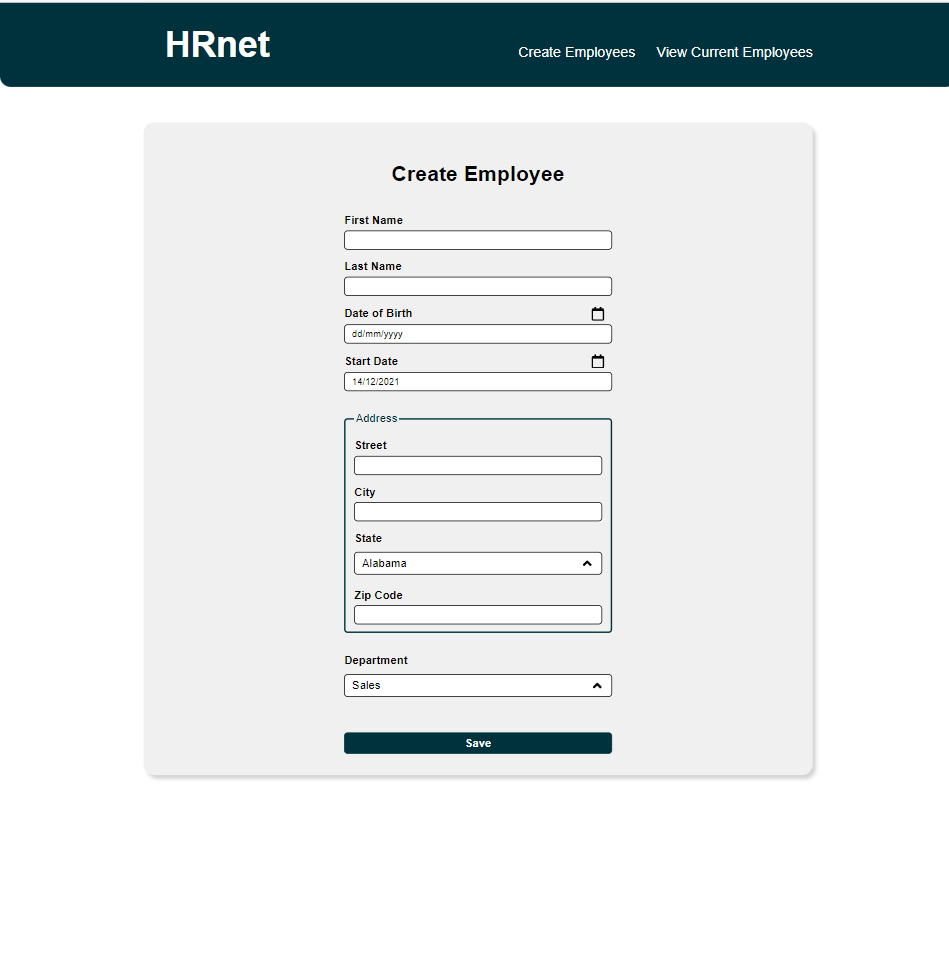 HRnet
Create Employees View Current Employees
Create Employee
First Name
Last Name
Date of Birth
dd/mm/yyyy
Start Date
14/12/2021
Address
Street
City
State
Alabama
Zip Code
Department
Sales
Save